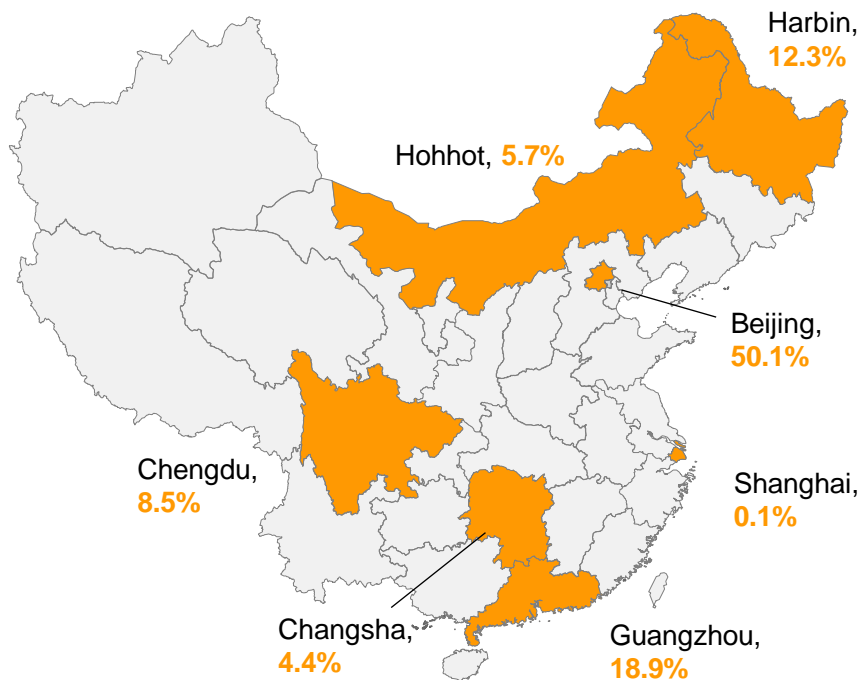 Harbin,
12.3%
Hohhot, 5.7%
Beijing,
50.1%
Chengdu,
8.5%
Shanghai,
0.1%
Changsha,
4.4%
Guangzhou,
18.9%